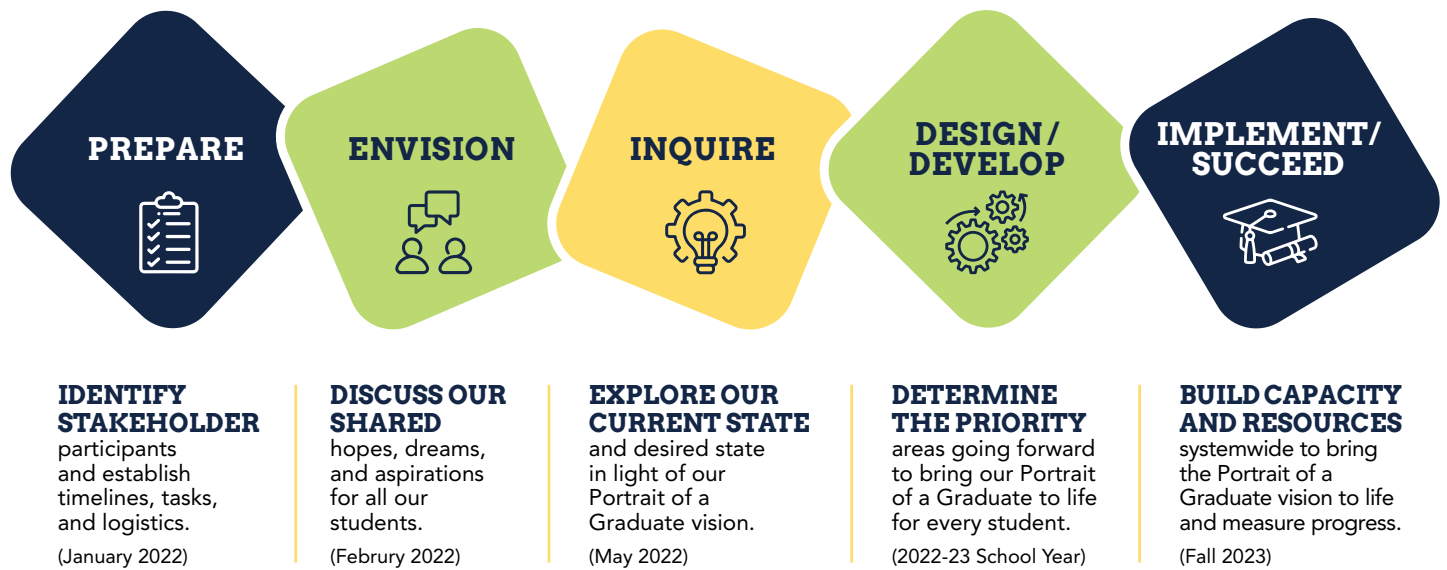 PREPARE
ENVISION
INQUIRE
DESIGN /
DEVELOP
IMPLEMENT/
SUCCEED
IDENTIFY
STAKEHOLDER
participants
and establish
timelines, tasks,
and logistics.
(January 2022)
DISCUSS OUR
SHARED
hopes, dreams,
and aspirations
for all our
students.
(Februry 2022)
EXPLORE OUR
CURRENT STATE
and desired state
in light of our
Portrait of a
Graduate vision.
(May 2022)
DETERMINE
THE PRIORITY
areas going forward
to bring our Portrait
of a Graduate to life
for every student.
(2022-23 School Year)
BUILD CAPACITY
AND RESOURCES
systemwide to bring
the Portrait of a
Graduate vision to life
and measure progress.
(Fall 2023)